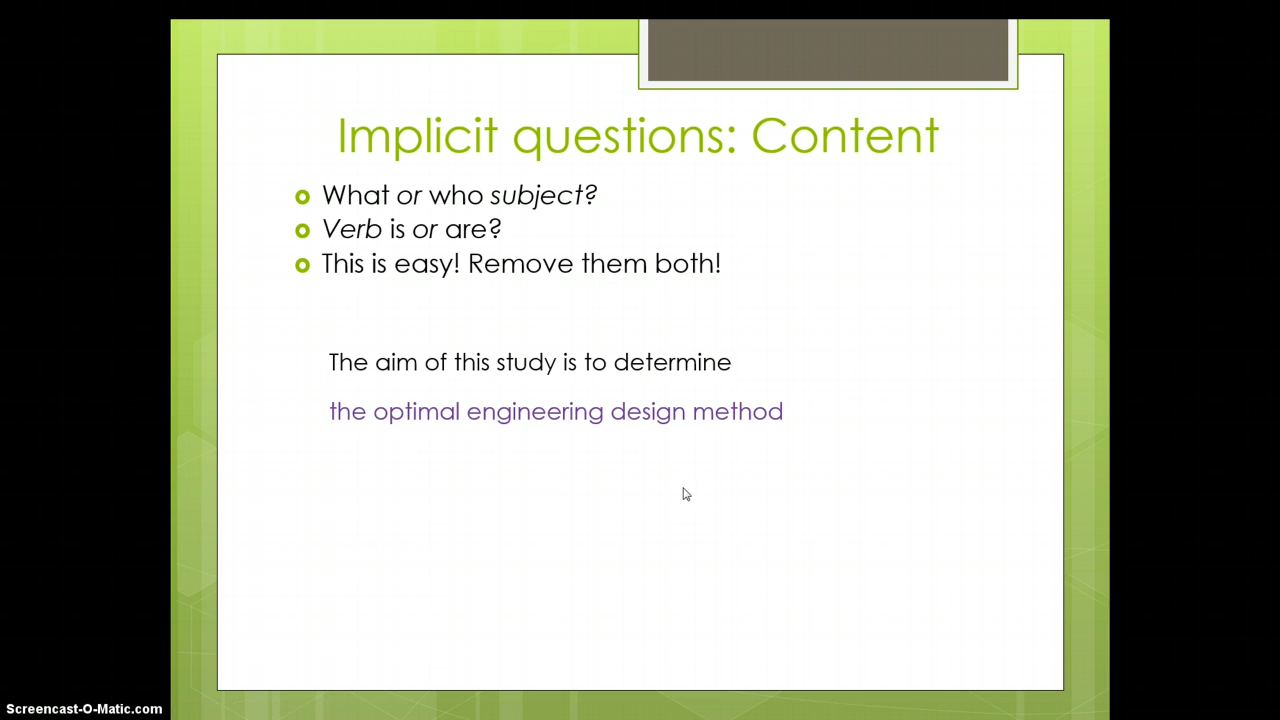 Implicit questions: Content
What or who subject?
Verb is or are?
This is easy! Remove them both!
The aim of this study is to determine
the optimal engineering design method
Screencast-O-Matic.com